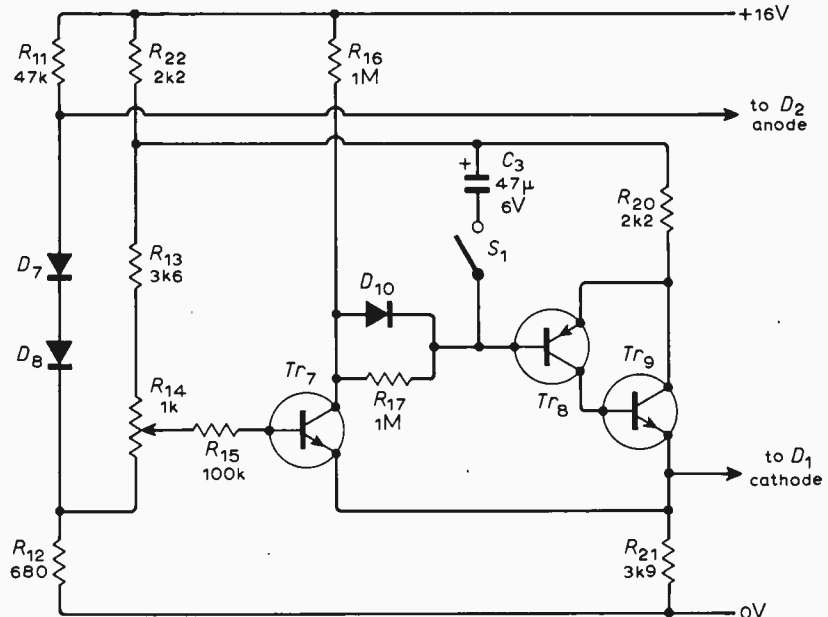 +16V
R11
47k
R22
2k2
R16
1M
to D2
anode
+
C3
47μ
6V
R20
2k2
S1
R13
3k6
D7
D10
D8
Tr7
Tr9
R14
1k
R17
1M
Tr8
R15
100k
to D1
cathode
R12
680
R21
3k9
0V